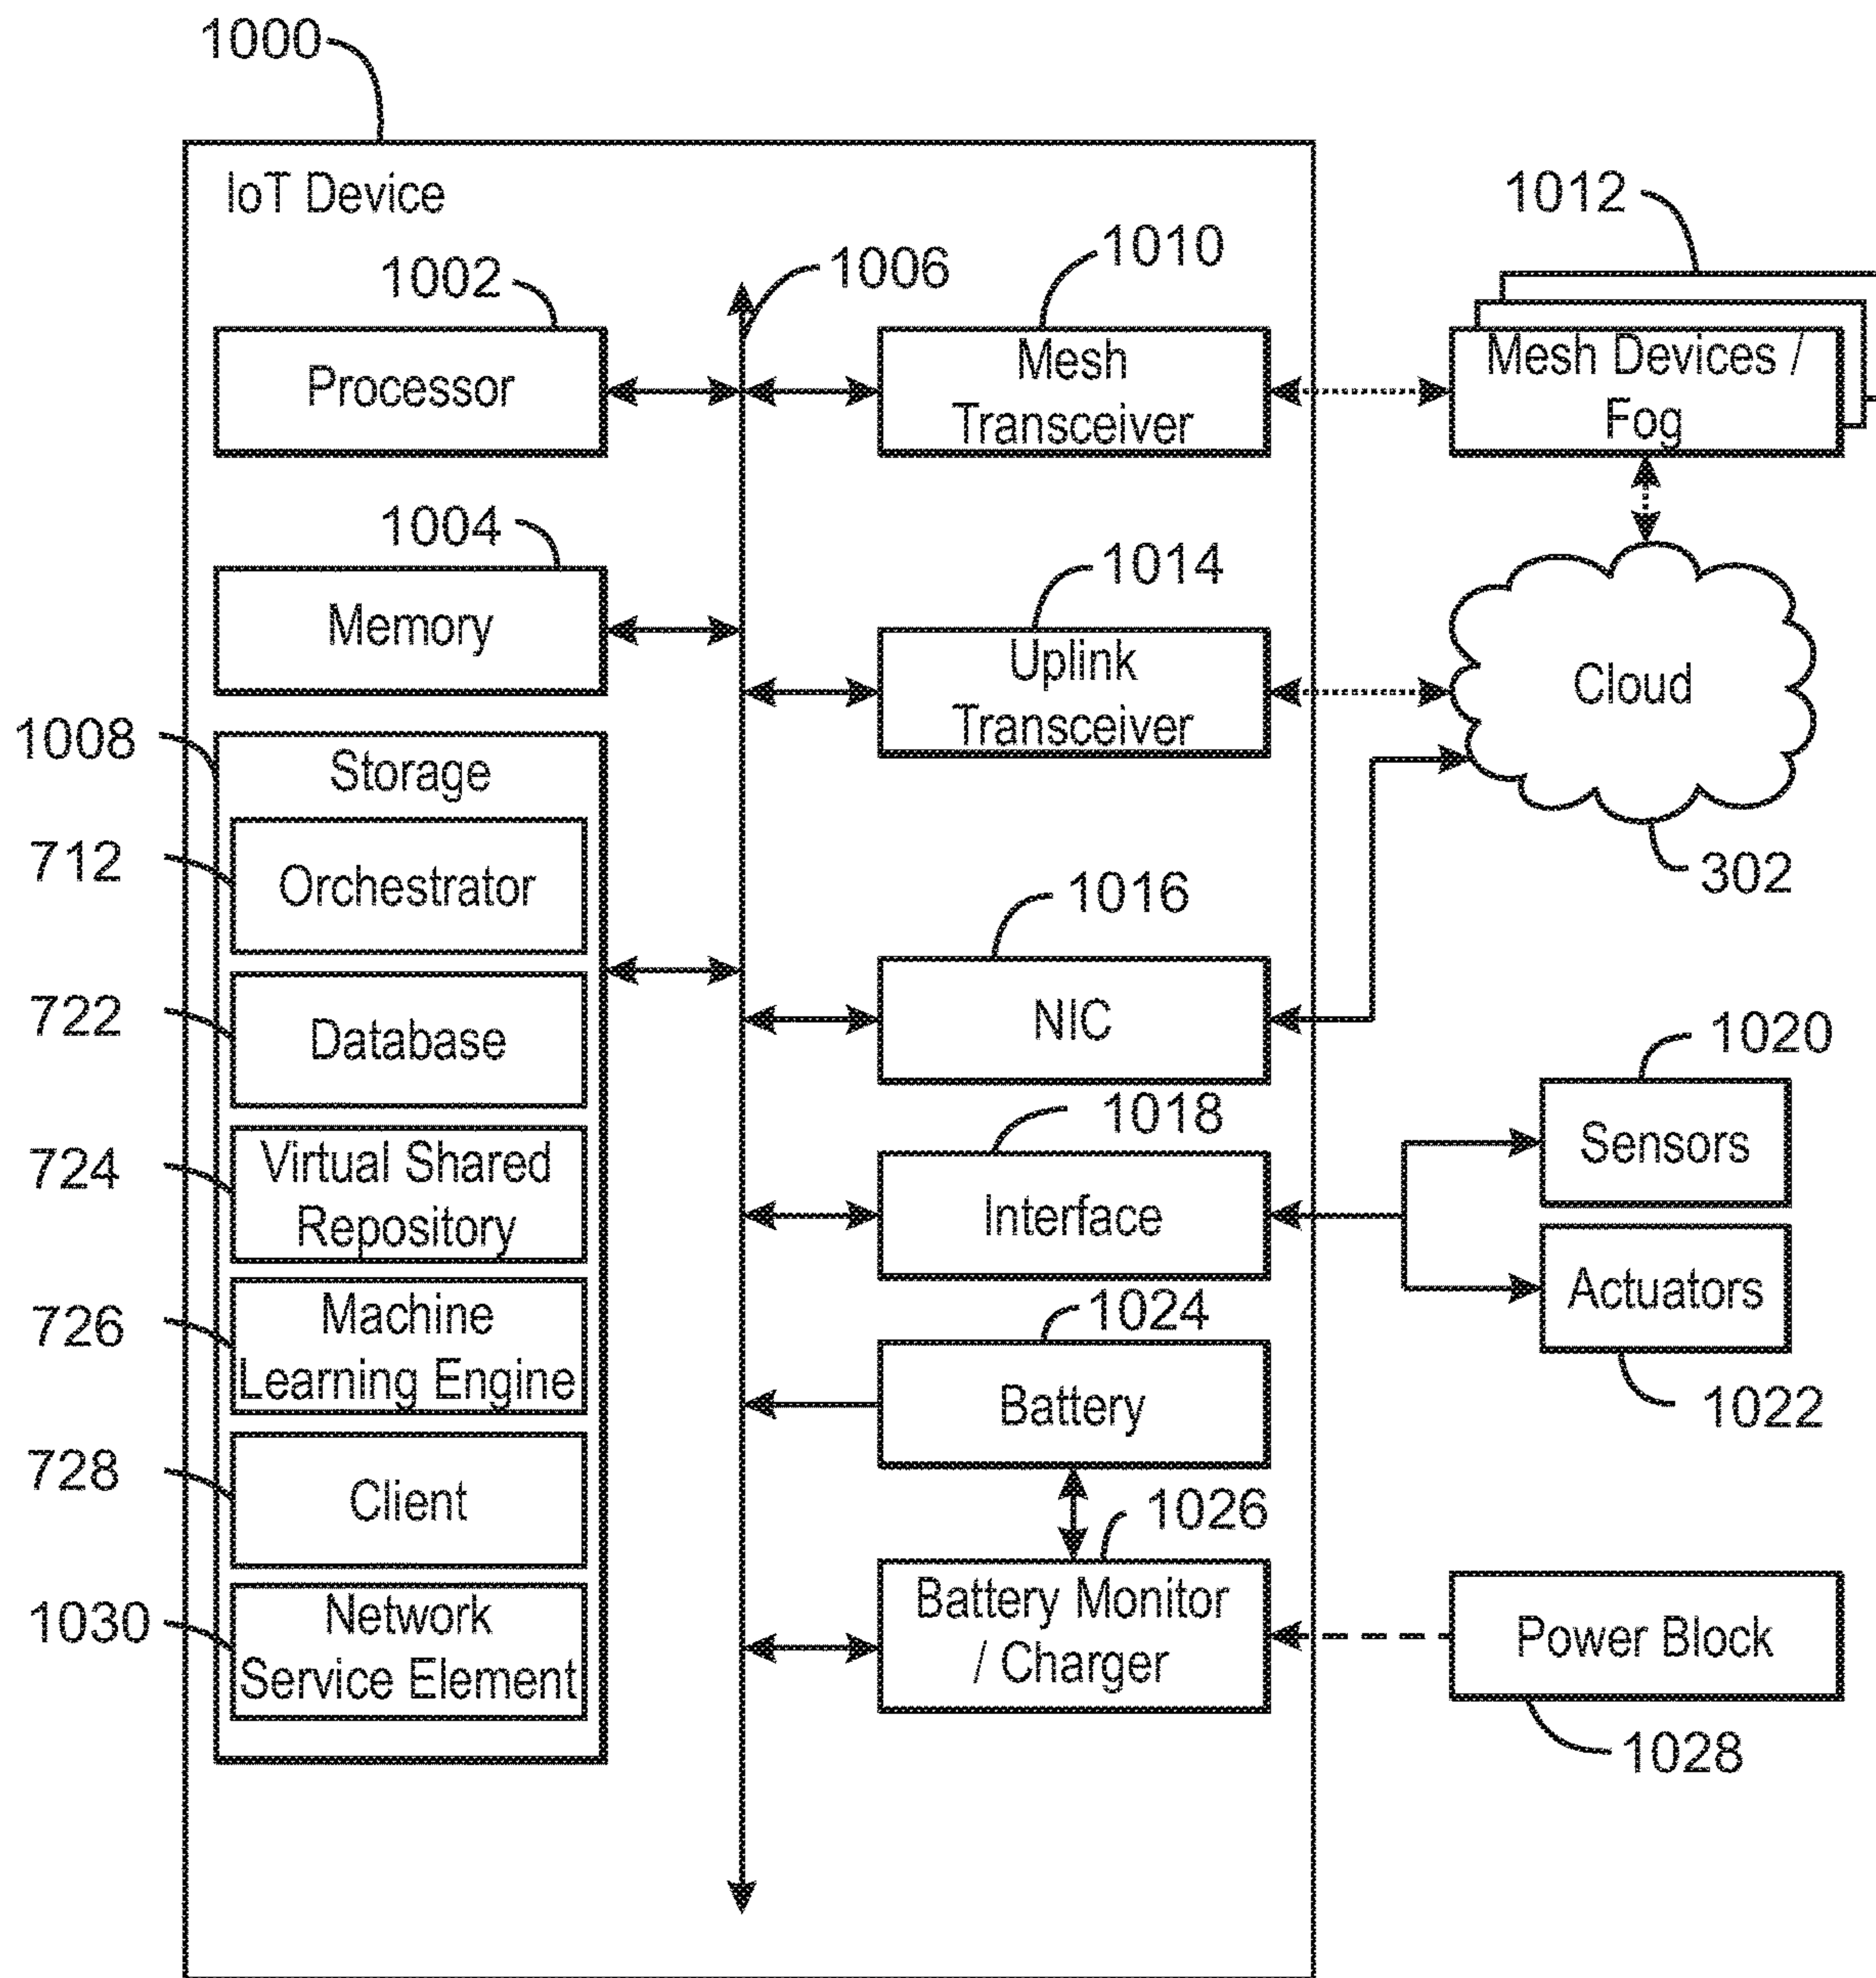 1000
IoT Device
1012
1010
1006
1002
Processor
Mesh
Transceiver
Mesh Devices /
Fog
1004
Memory
1014
Uplink
Transceiver
Cloud
302
1008
Storage
712
Orchestrator
1016
NIC
722
Database
1020
Sensors
1018
Interface
724
Virtual Shared
Repository
Actuators
1022
726
Machine
Learning Engine
1024
Battery
728
Client
1026
Battery Monitor
/ Charger
Power Block
1028
1030
Network
Service Element